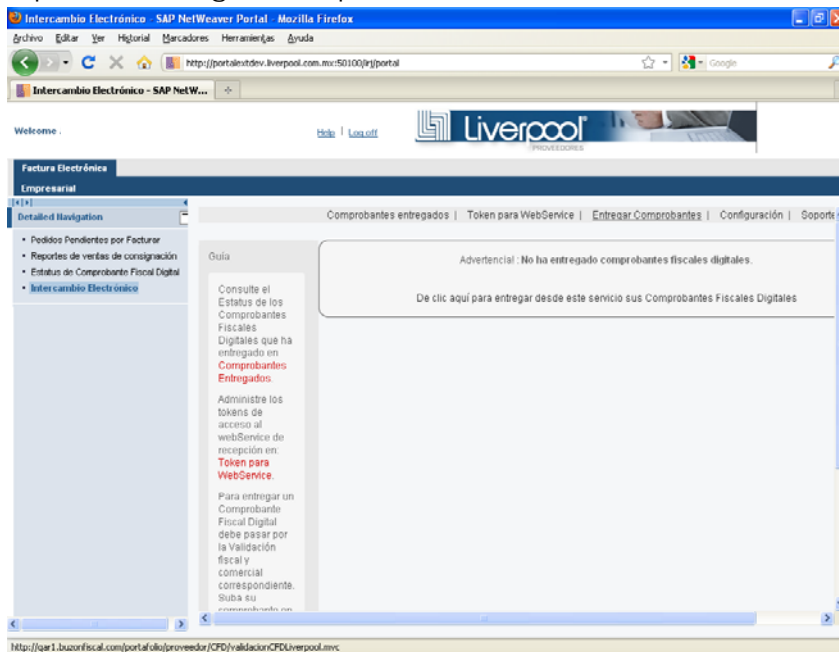 Intercambio Electrónico - SAP NetWeaver Portal - Mozilla Firefox
Archivo Editar Ver Historial Marcadores Herramientas Ayuda
http://portalextdev.liverpool.com.mx:50100/irj/portal
Google
Intercambio Electrónico - SAP NetW...
Welcome .
Help | Log off
Liverpool
PROVEEDORES
Factura Electrónica
Empresarial
Detailed Navigation
Comprobantes entregados | Token para WebService | Entregar Comprobantes | Configuración | Soporte
• Pedidos Pendientes por Facturar
• Reportes de ventas de consignación
• Estatus de Comprobante Fiscal Digital
• Intercambio Electrónico
Guía
Consulte el
Estatus de los
Comprobantes
Fiscales
Digitales que ha
entregado en
Comprobantes
Entregados.
Administre los
tokens de
acceso al
webService de
recepción en:
Token para
WebService.
Para entregar un
Comprobante
Fiscal Digital
debe pasar por
la Validación
fiscal y
comercial
correspondiente.
Suba su
comprobante en
Advertencial : No ha entregado comprobantes fiscales digitales.
De clic aquí para entregar desde este servicio sus Comprobantes Fiscales Digitales
http://qar1.buzonfiscal.com/portafolio/proveedor/CFD/validacionCFDLiverpool.mvc